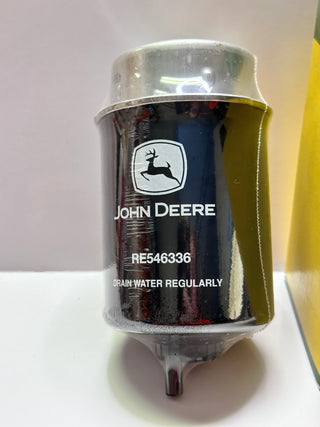 JOHN DEERE
RE546336
DRAIN WATER REGULARLY